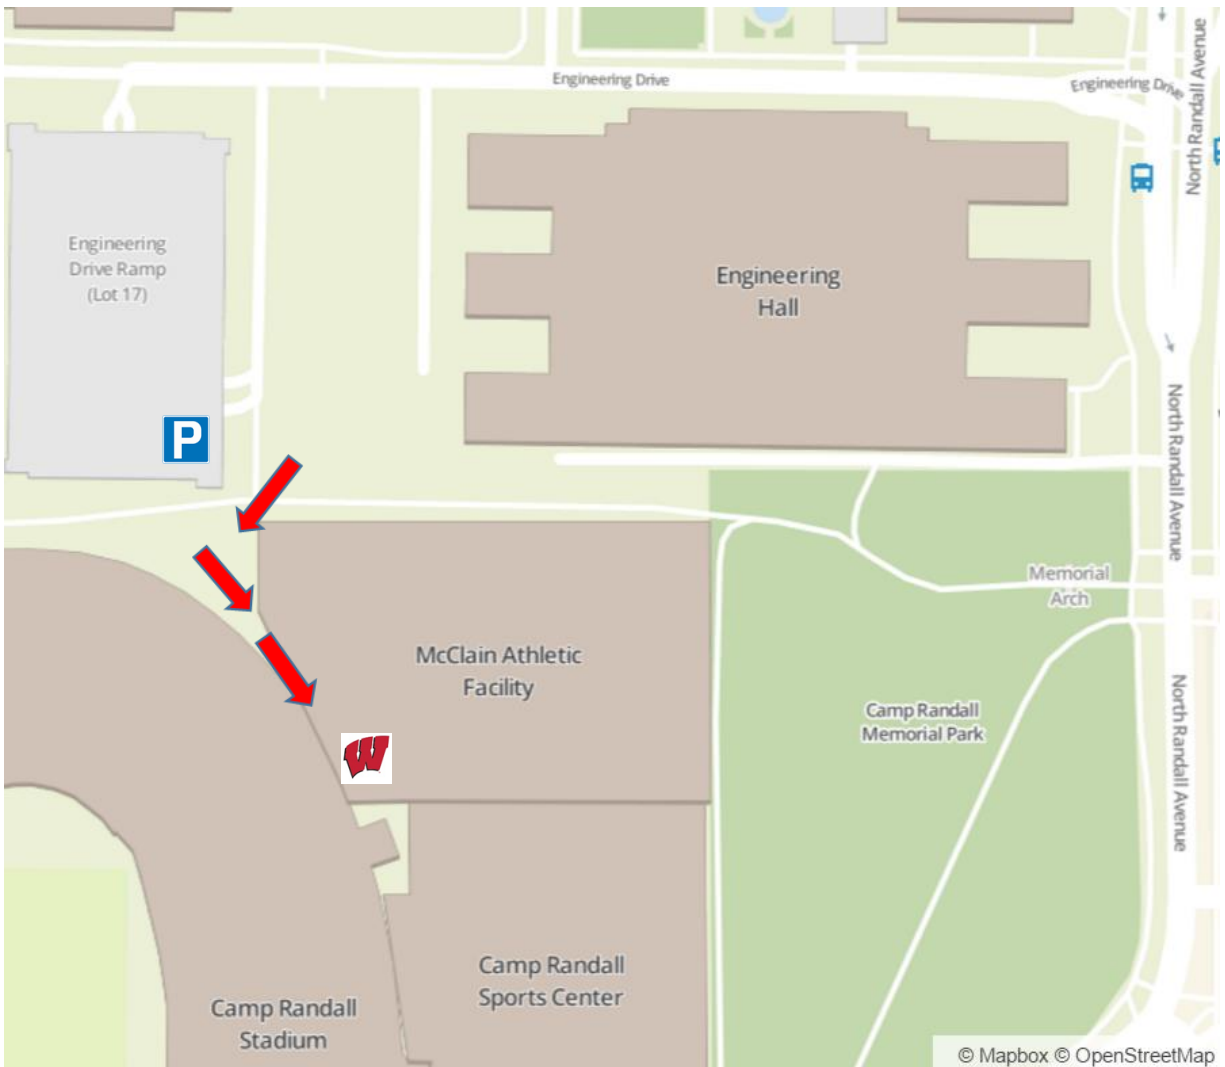 Engineering Drive
Engineering Drive
North Randall Avenue
Engineering
Drive Ramp
(Lot 17)
Engineering
Hall
P
North Randall Avenue
Memorial
Arch
McClain Athletic
Facility
Camp Randall
Memorial Park
North Randall Avenue
W
Camp Randall
Sports Center
Camp Randall
Stadium
© Mapbox © OpenStreetMap